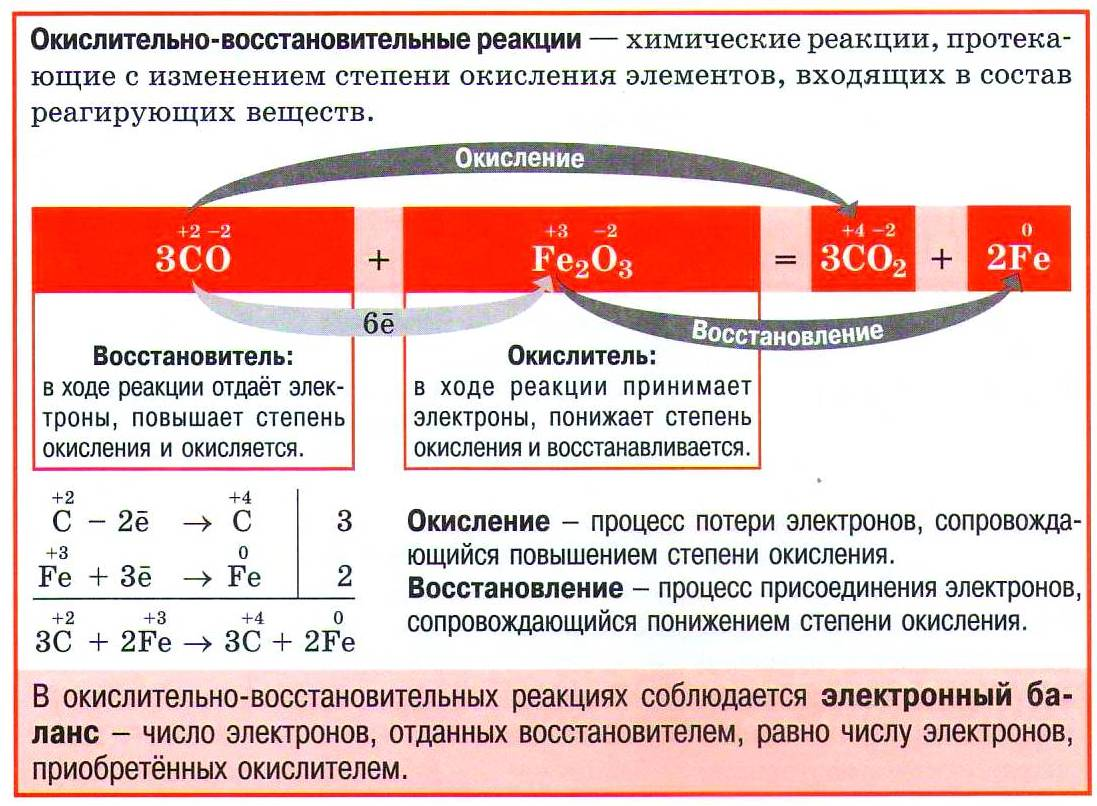 Окислительно-восстановительные реакции — химические реакции, протека-
ющие с изменением степени окисления элементов, входящих в состав
реагирующих веществ.
Окисление
+2 −2 +3 −2 +4 −2 0
3CO + Fe₂O₃ = 3CO₂ + 2Fe
6ē
Восстановление
Восстановитель:
в ходе реакции отдаёт элек-
троны, повышает степень
окисления и окисляется.
Окислитель:
в ходе реакции принимает
электроны, понижает степень
окисления и восстанавливается.
+2 +4
C − 2ē → C 3
+3 0
Fe + 3ē → Fe 2
+2 +3 +4 0
3C + 2Fe → 3C + 2Fe
Окисление – процесс потери электронов, сопровожда-
ющийся повышением степени окисления.
Восстановление – процесс присоединения электронов,
сопровождающийся понижением степени окисления.
В окислительно-восстановительных реакциях соблюдается электронный ба-
ланс – число электронов, отданных восстановителем, равно числу электронов,
приобретённых окислителем.